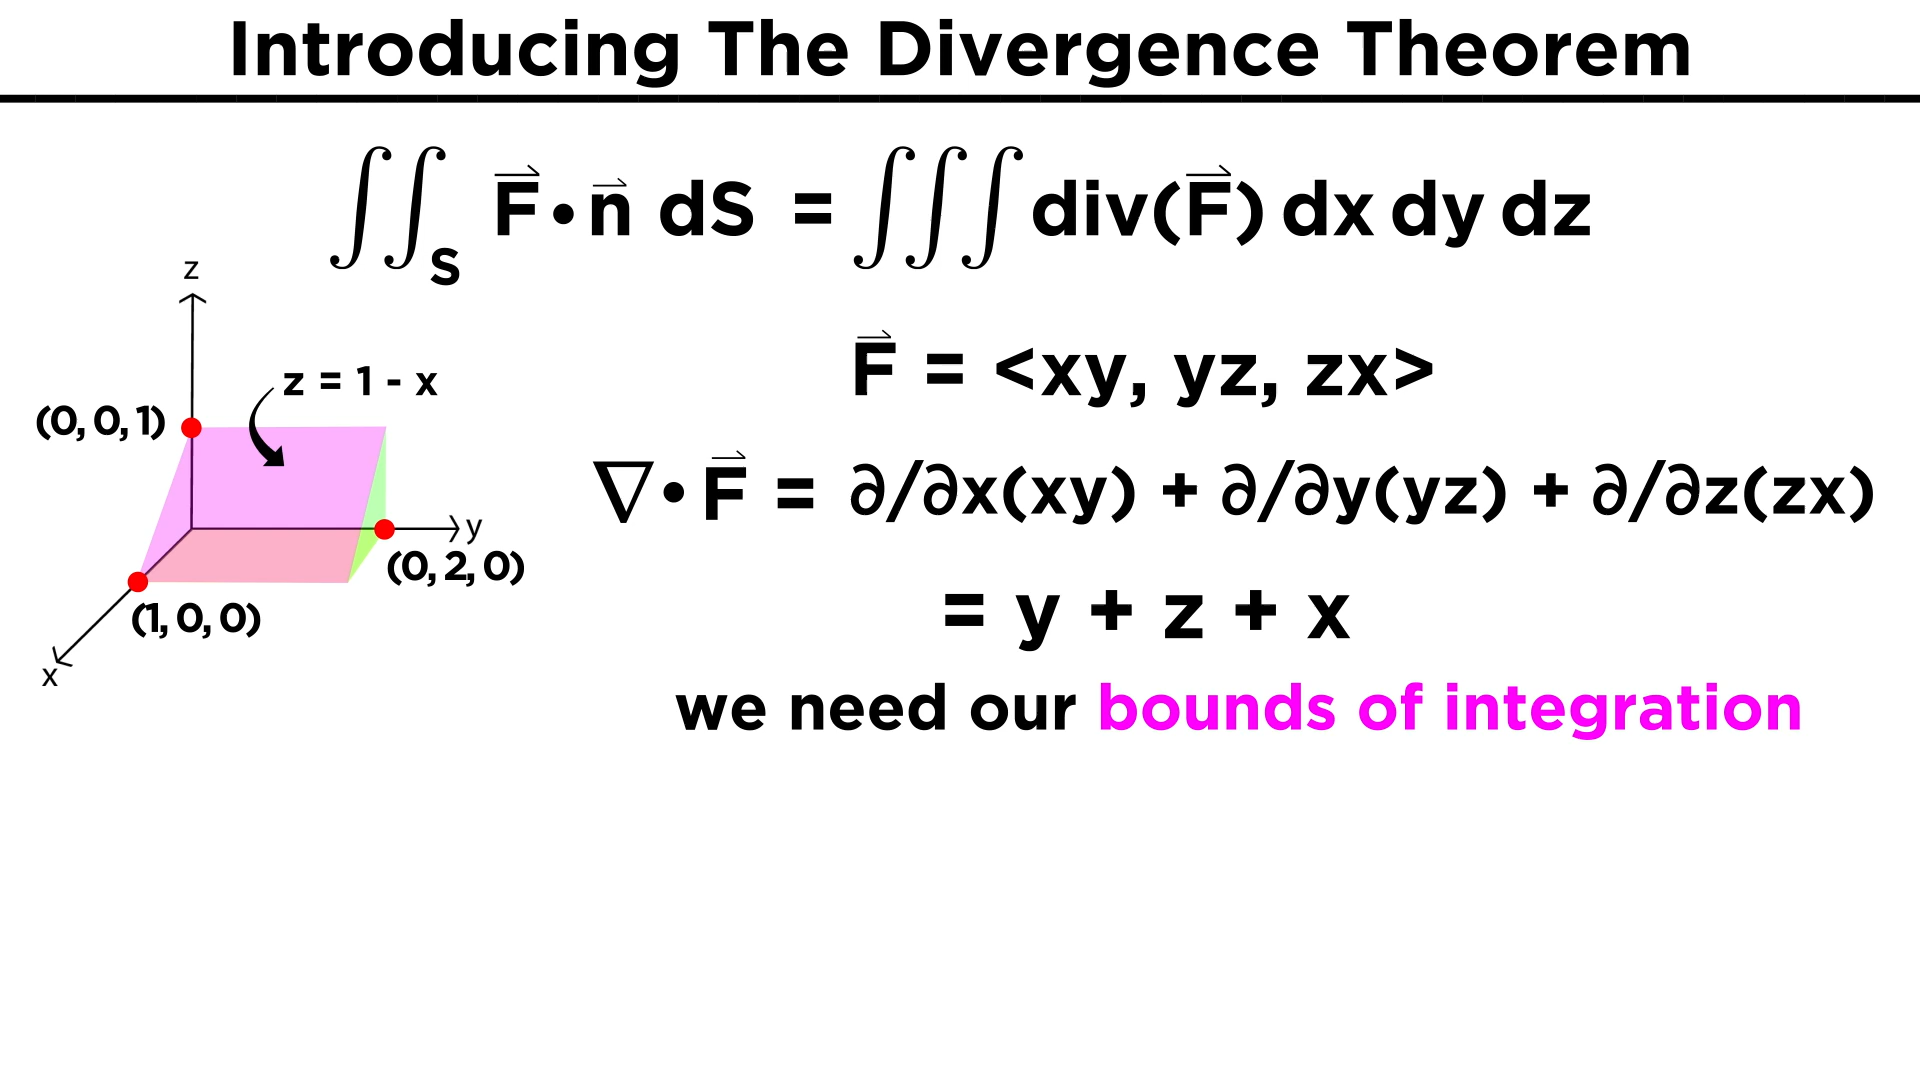 Introducing The Divergence Theorem
∫∫S F⃗ • n⃗ dS = ∫∫∫ div(F⃗) dx dy dz
z
F⃗ = <xy, yz, zx>
z = 1 - x
(0, 0, 1)
∇ • F⃗ = ∂/∂x(xy) + ∂/∂y(yz) + ∂/∂z(zx)
y
(0, 2, 0)
(1, 0, 0)
= y + z + x
x
we need our bounds of integration